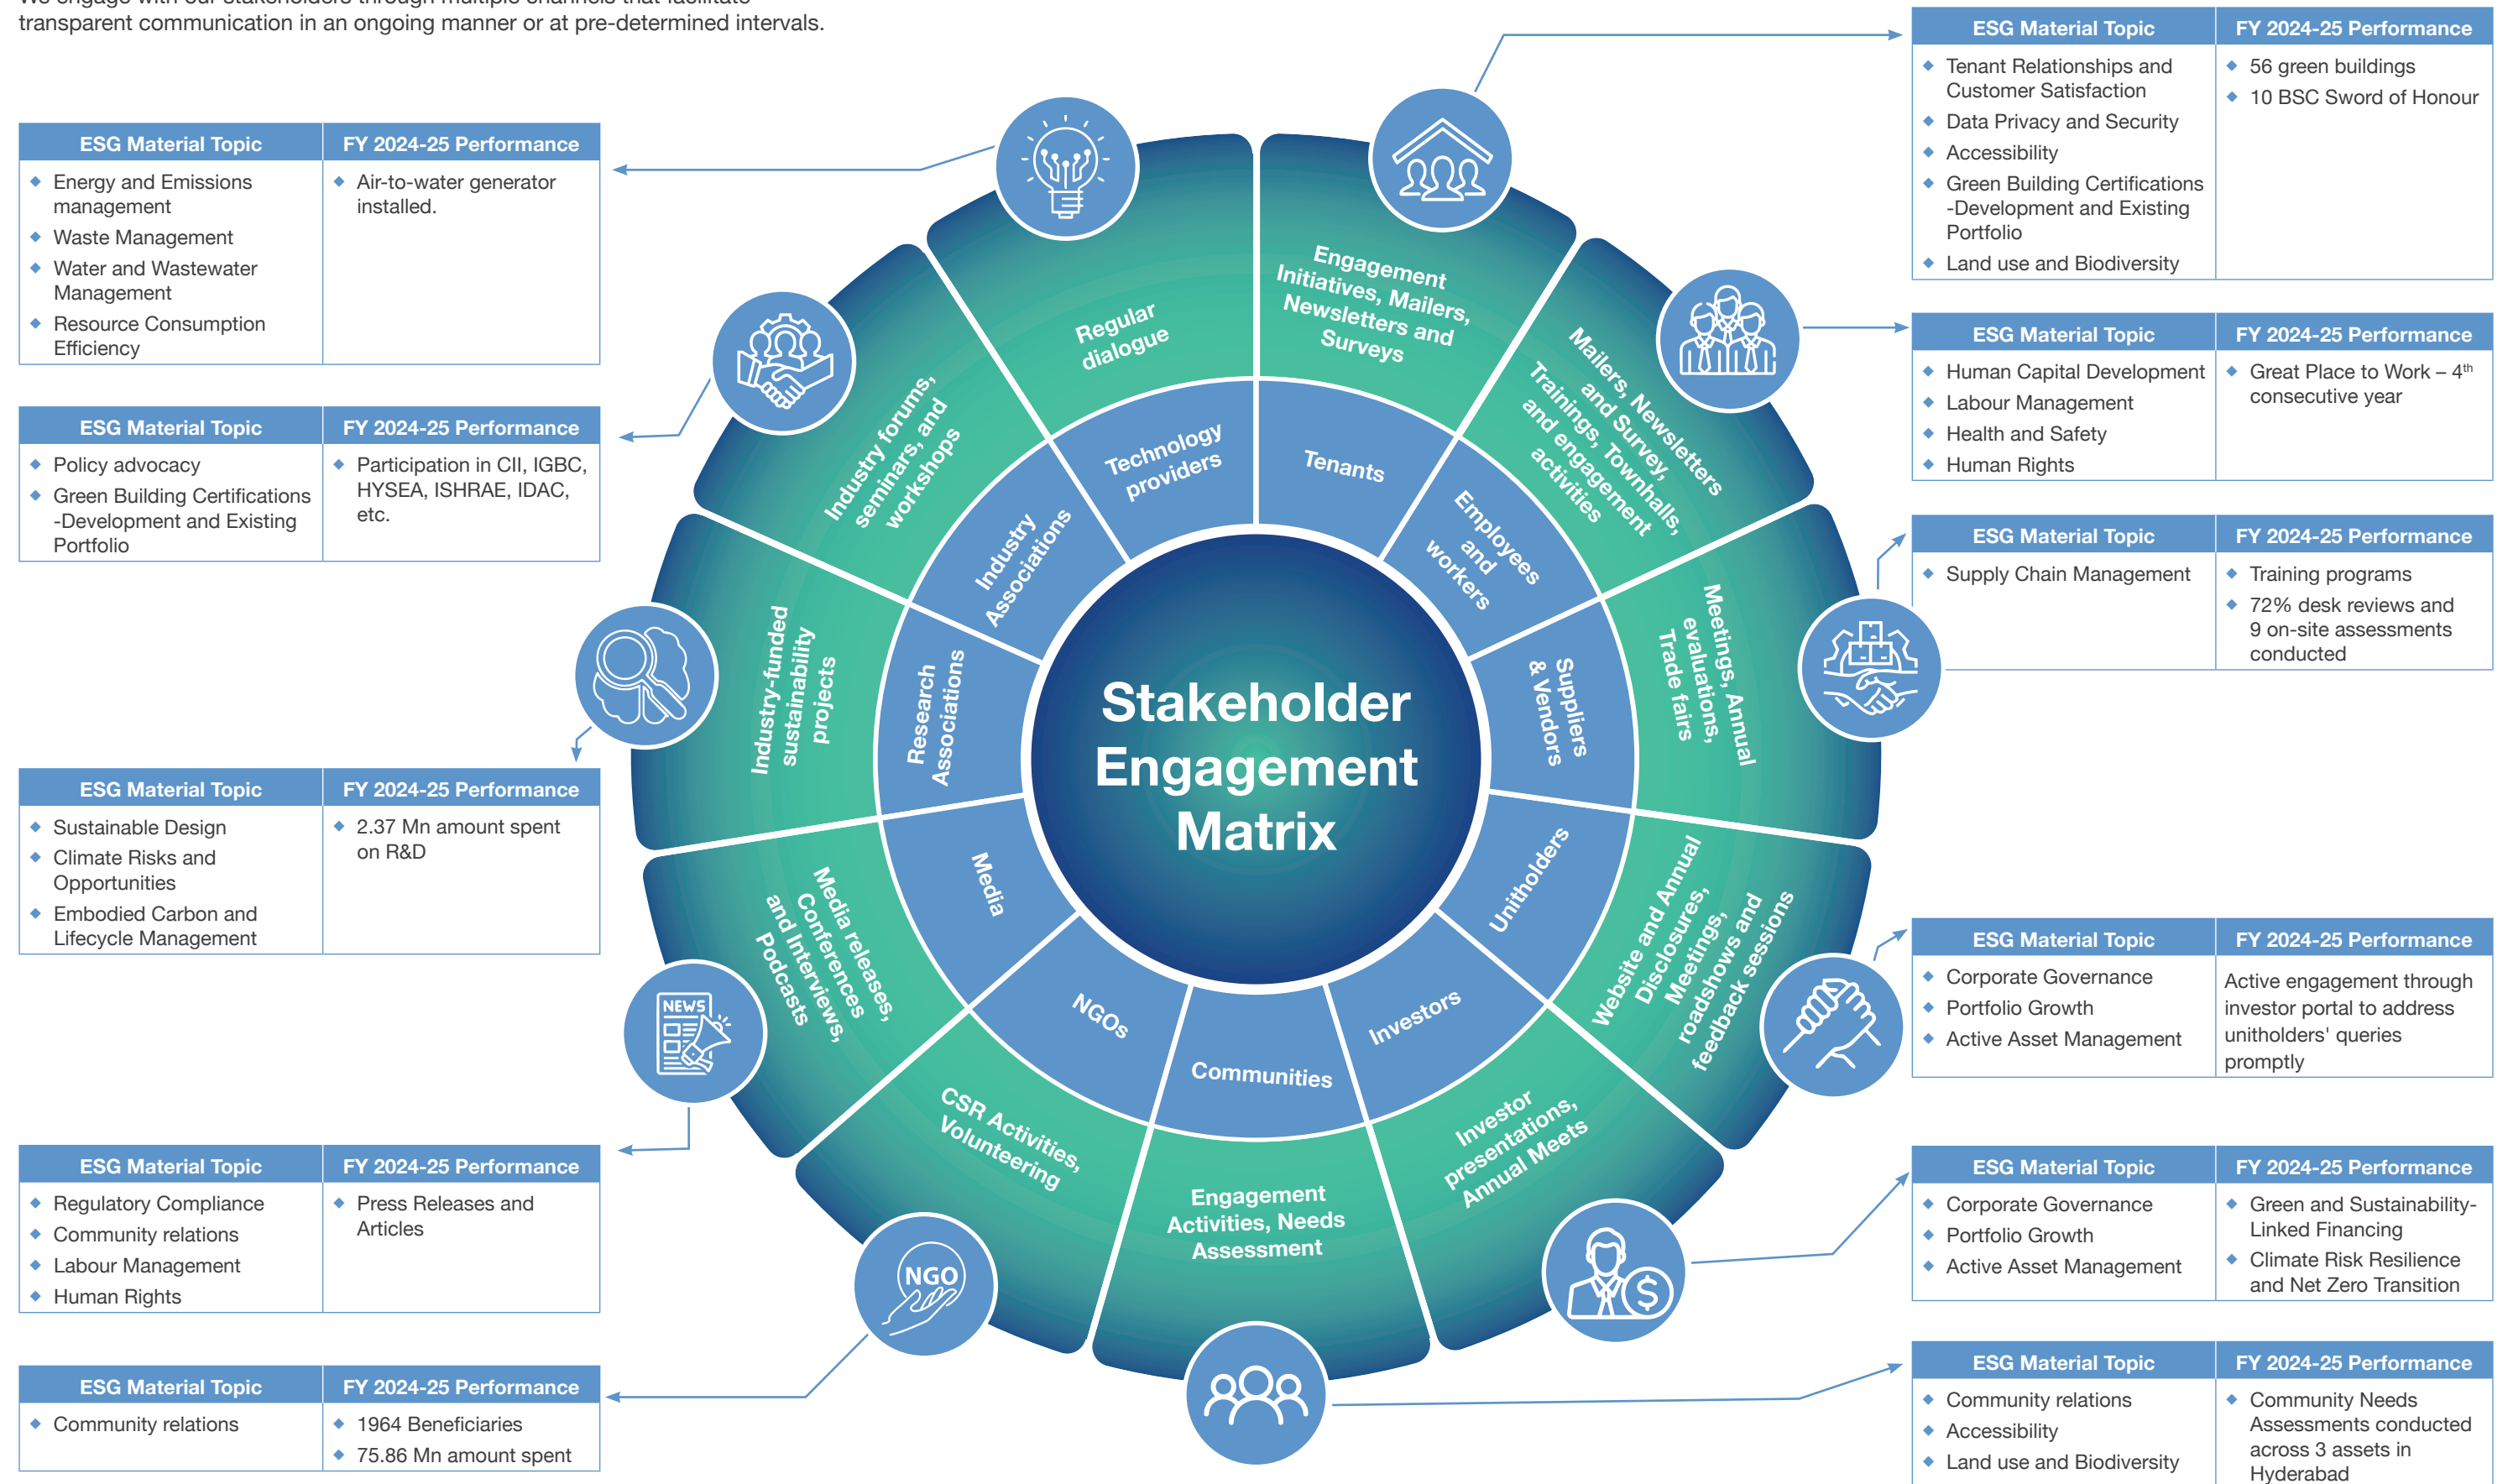 We engage with our stakeholders through multiple channels that facilitate
transparent communication in an ongoing manner or at pre-determined intervals.
ESG Material Topic
FY 2024-25 Performance
Energy and Emissions
management
Waste Management
Water and Wastewater
Management
Resource Consumption
Efficiency
Air-to-water generator
installed.
ESG Material Topic
FY 2024-25 Performance
Policy advocacy
Green Building Certifications
-Development and Existing
Portfolio
Participation in CII, IGBC,
HYSEA, ISHRAE, IDAC,
etc.
ESG Material Topic
FY 2024-25 Performance
Sustainable Design
Climate Risks and
Opportunities
Embodied Carbon and
Lifecycle Management
2.37 Mn amount spent
on R&D
ESG Material Topic
FY 2024-25 Performance
Regulatory Compliance
Community relations
Labour Management
Human Rights
Press Releases and
Articles
ESG Material Topic
FY 2024-25 Performance
Community relations
1964 Beneficiaries
75.86 Mn amount spent
Stakeholder
Engagement
Matrix
Engagement
Initiatives, Mailers,
Newsletters and
Surveys
Tenants
Mailers, Newsletters
and Survey,
Trainings, Townhalls,
and engagement
activities
Employees
and
workers
Meetings, Annual
evaluations,
Trade fairs
Suppliers
& Vendors
Website and Annual
Disclosures,
Meetings,
roadshows and
feedback sessions
Unitholders
Investor
presentations,
Annual Meets
Investors
Engagement
Activities, Needs
Assessment
Communities
CSR Activities,
Volunteering
NGOs
NGO
Media releases,
Conferences
and Interviews,
Podcasts
Media
NEWS
Industry-funded
sustainability
projects
Research
Associations
Industry forums,
seminars, and
workshops
Industry
Associations
Regular
dialogue
Technology
providers
$
ESG Material Topic
FY 2024-25 Performance
Tenant Relationships and
Customer Satisfaction
Data Privacy and Security
Accessibility
Green Building Certifications
-Development and Existing
Portfolio
Land use and Biodiversity
56 green buildings
10 BSC Sword of Honour
ESG Material Topic
FY 2024-25 Performance
Human Capital Development
Labour Management
Health and Safety
Human Rights
Great Place to Work – 4th
consecutive year
ESG Material Topic
FY 2024-25 Performance
Supply Chain Management
Training programs
72% desk reviews and
9 on-site assessments
conducted
ESG Material Topic
FY 2024-25 Performance
Corporate Governance
Portfolio Growth
Active Asset Management
Active engagement through
investor portal to address
unitholders' queries
promptly
ESG Material Topic
FY 2024-25 Performance
Corporate Governance
Portfolio Growth
Active Asset Management
Green and Sustainability-
Linked Financing
Climate Risk Resilience
and Net Zero Transition
ESG Material Topic
FY 2024-25 Performance
Community relations
Accessibility
Land use and Biodiversity
Community Needs
Assessments conducted
across 3 assets in
Hyderabad